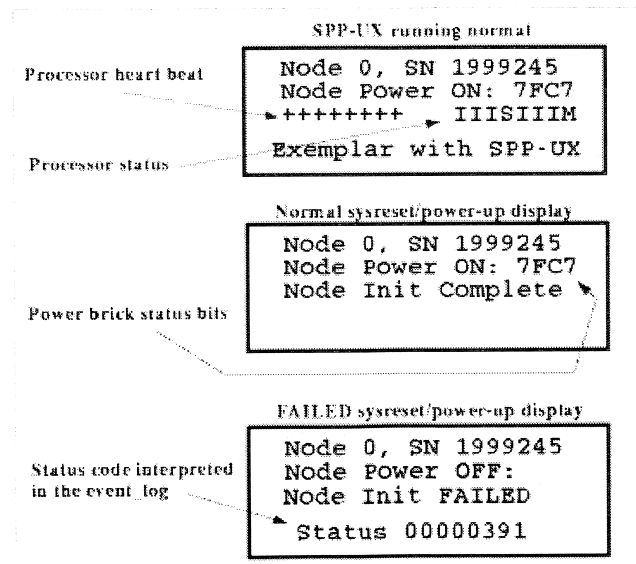 SPP-UX running normal
Processor heart beat
Node 0, SN 1999245
Node Power ON: 7FC7
++++++++ IIISIIIM
Processor status
Exemplar with SPP-UX
Normal sysreset/power-up display
Node 0, SN 1999245
Node Power ON: 7FC7
Node Init Complete
Power brick status bits
FAILED sysreset/power-up display
Node 0, SN 1999245
Node Power OFF:
Node Init FAILED
Status code interpreted
in the event_log
Status 00000391